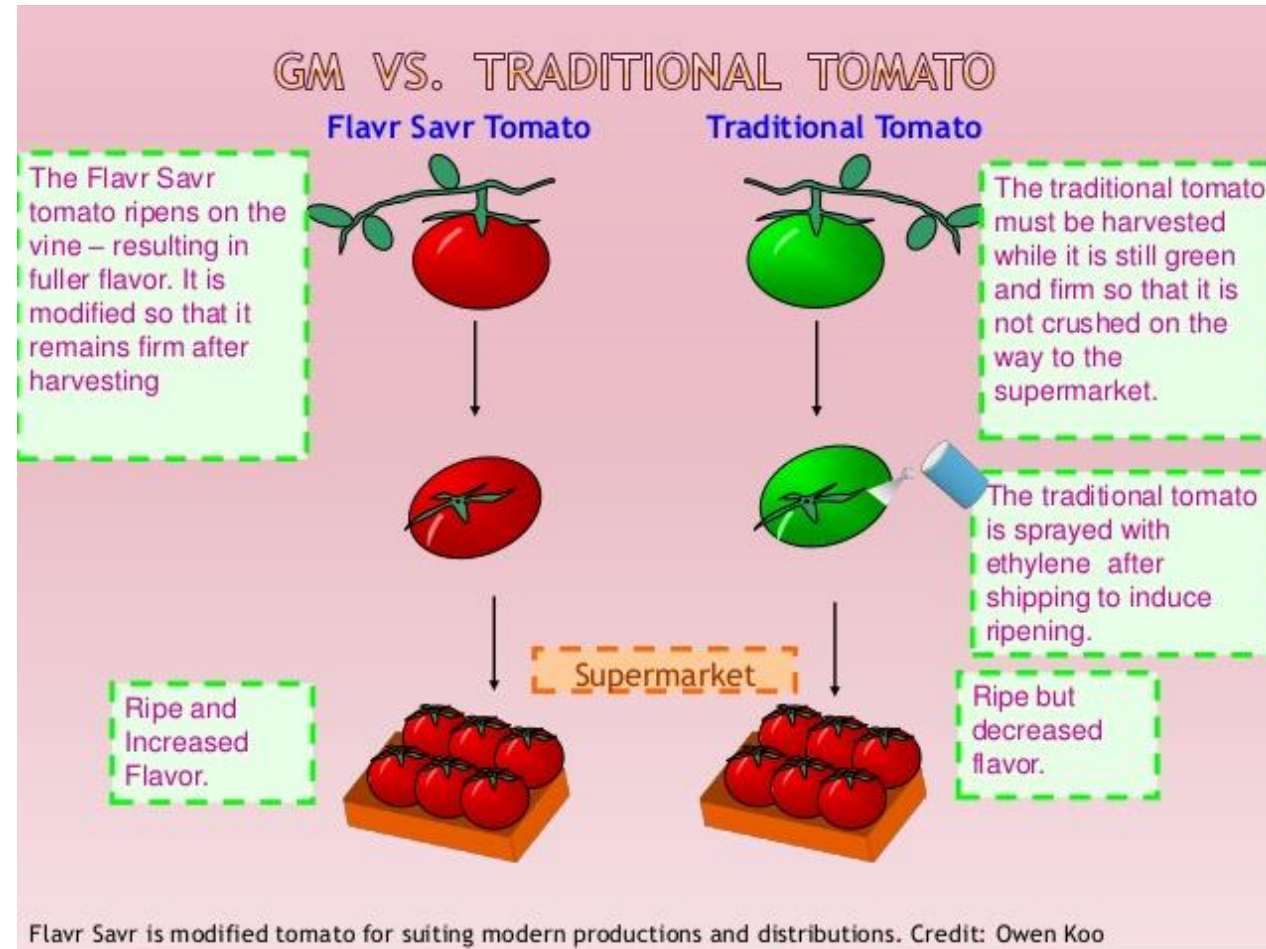 GM VS. TRADITIONAL TOMATO
Flavr Savr Tomato
Traditional Tomato
The Flavr Savr
tomato ripens on the
vine – resulting in
fuller flavor. It is
modified so that it
remains firm after
harvesting
The traditional tomato
must be harvested
while it is still green
and firm so that it is
not crushed on the
way to the
supermarket.
The traditional tomato
is sprayed with
ethylene after
shipping to induce
ripening.
Supermarket
Ripe and
Increased
Flavor.
Ripe but
decreased
flavor.
Flavr Savr is modified tomato for suiting modern productions and distributions. Credit: Owen Koo